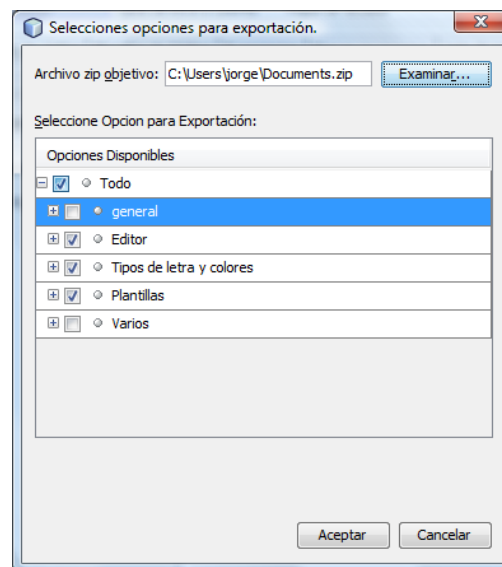 Selecciones opciones para exportación.
Archivo zip objetivo: C:\Users\jorge\Documents.zip Examinar...
Seleccione Opcion para Exportación:
Opciones Disponibles
Todo
general
Editor
Tipos de letra y colores
Plantillas
Varios
Aceptar Cancelar